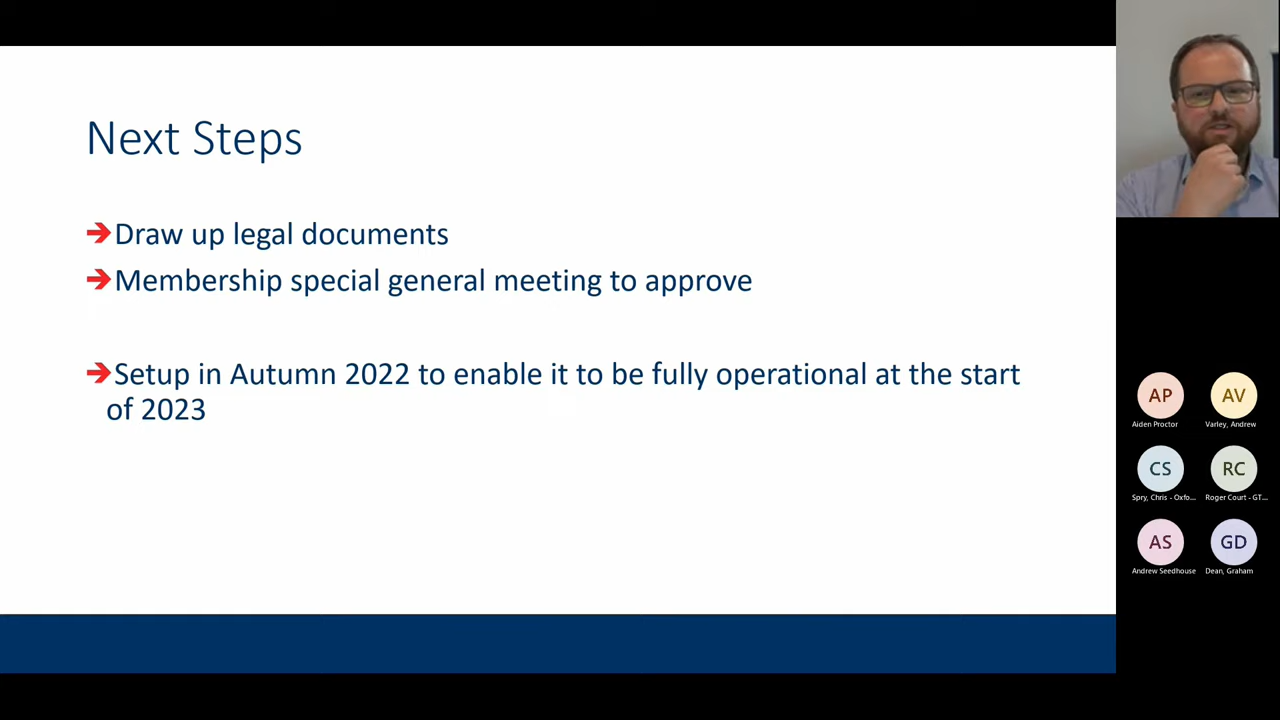 Next Steps
➔Draw up legal documents
➔Membership special general meeting to approve
➔Setup in Autumn 2022 to enable it to be fully operational at the start
of 2023
AP
AV
Aiden Proctor
Varley, Andrew
CS
RC
Spry, Chris - Oxfo...
Roger Court - GT...
AS
GD
Andrew Seedhouse
Dean, Graham